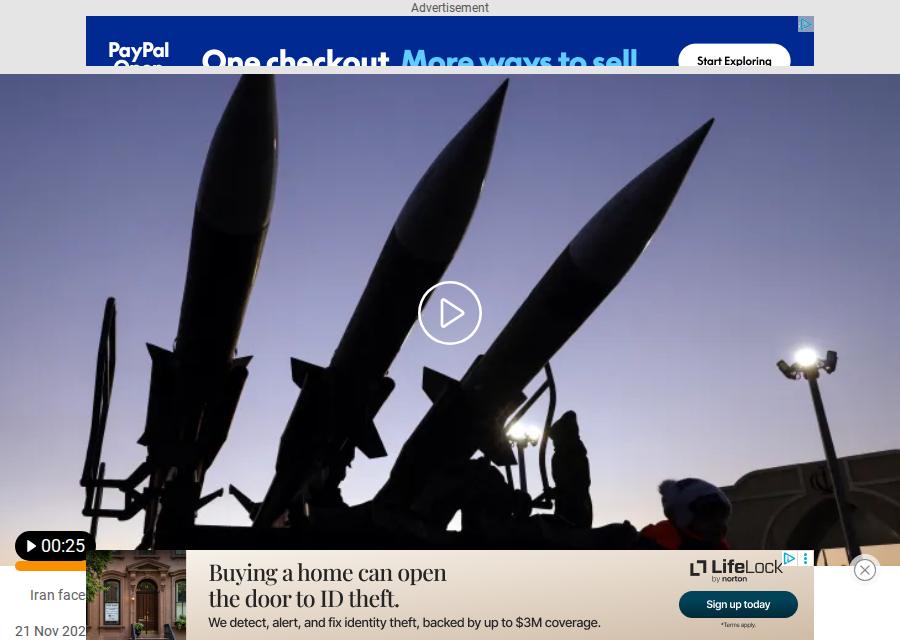 Advertisement
PayPal
Open
One checkout. More ways to sell.
Start Exploring
00:25
Iran face
21 Nov 202
Buying a home can open
the door to ID theft.
We detect, alert, and fix identity theft, backed by up to $3M coverage.
LifeLock
by norton
Sign up today
*Terms apply.